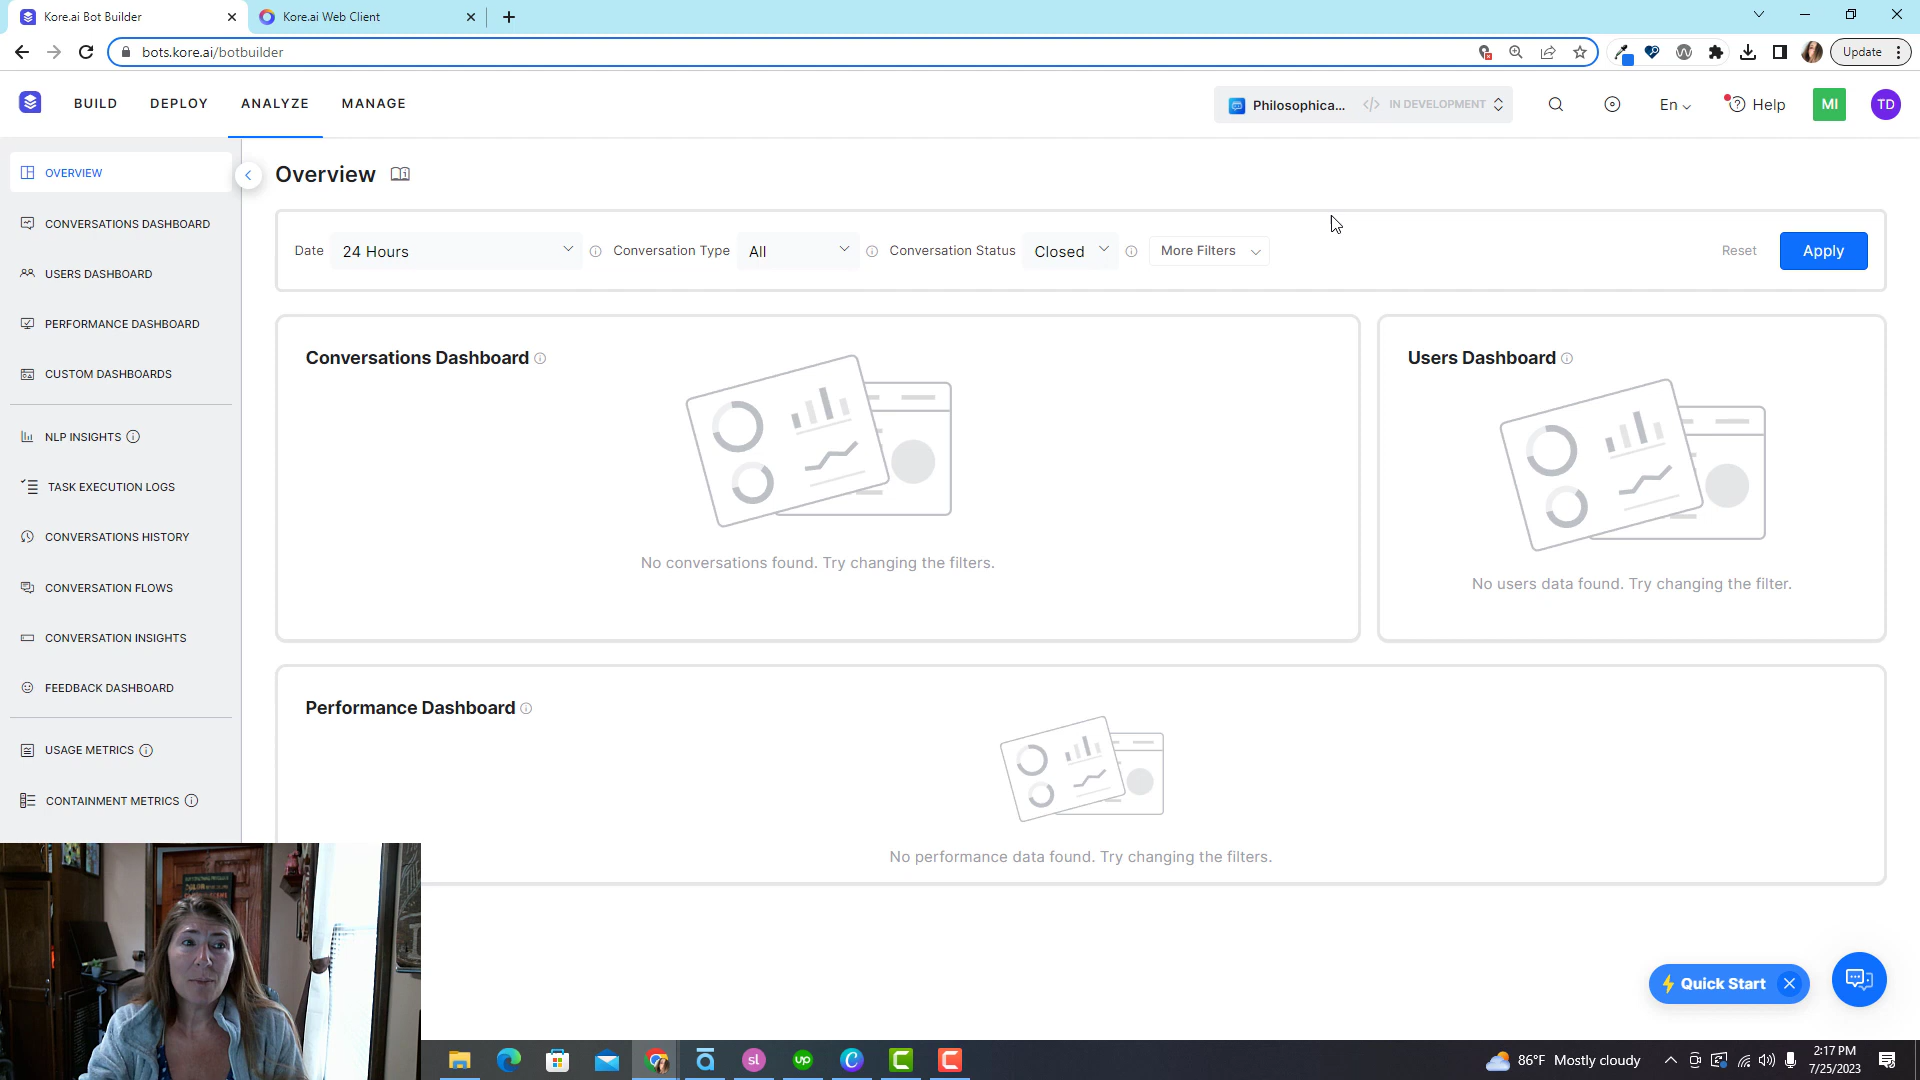 Kore.ai Bot Builder
Kore.ai Web Client
bots.kore.ai/botbuilder
Update
BUILD
DEPLOY
ANALYZE
MANAGE
Philosophica...
IN DEVELOPMENT
En
Help
MI
TD
OVERVIEW
CONVERSATIONS DASHBOARD
USERS DASHBOARD
PERFORMANCE DASHBOARD
CUSTOM DASHBOARDS
NLP INSIGHTS
TASK EXECUTION LOGS
CONVERSATIONS HISTORY
CONVERSATION FLOWS
CONVERSATION INSIGHTS
FEEDBACK DASHBOARD
USAGE METRICS
CONTAINMENT METRICS
Overview
Date
24 Hours
Conversation Type
All
Conversation Status
Closed
More Filters
Reset
Apply
Conversations Dashboard
No conversations found. Try changing the filters.
Users Dashboard
No users data found. Try changing the filter.
Performance Dashboard
No performance data found. Try changing the filters.
Quick Start
sl
up
86°F Mostly cloudy
2:17 PM
7/25/2023